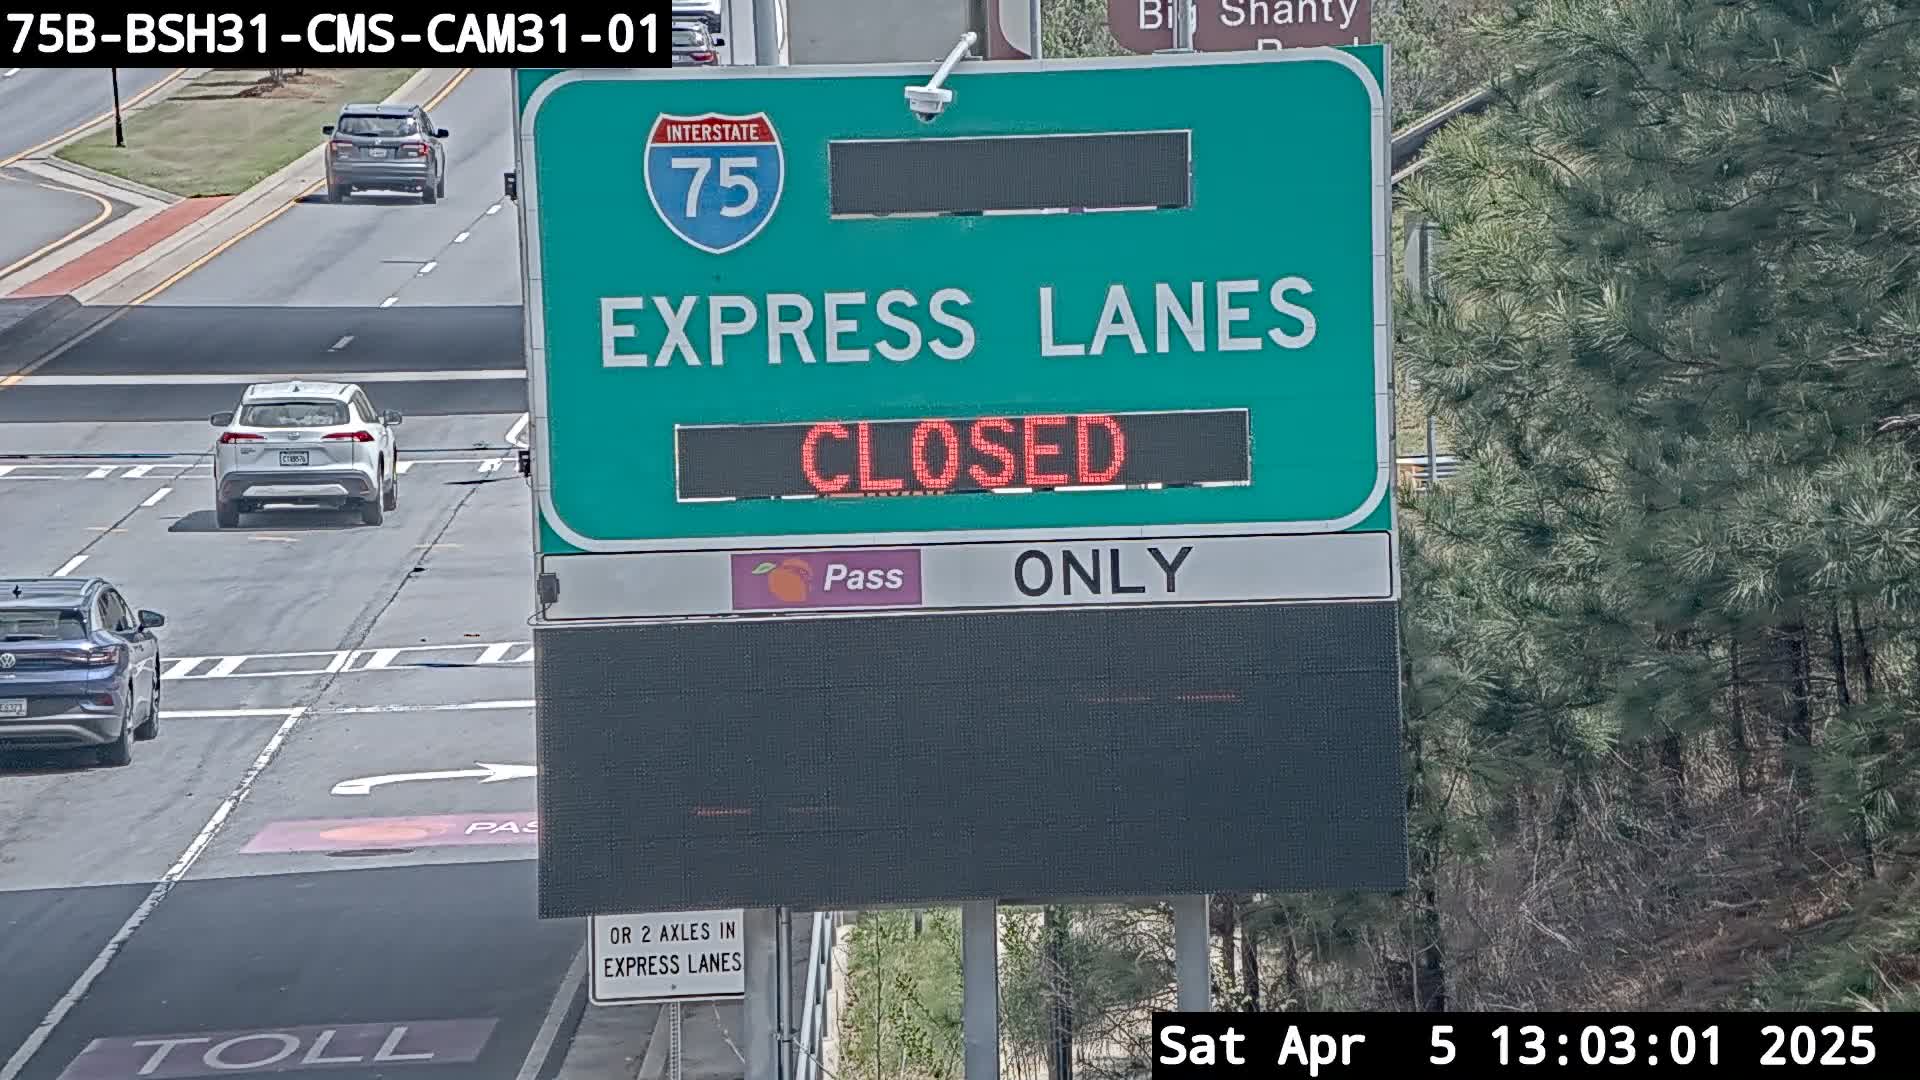 75B-BSH31-CMS-CAM31-01
Big Shanty
INTERSTATE
75
EXPRESS LANES
CLOSED
Pass ONLY
OR 2 AXLES IN
EXPRESS LANES
TOLL
Sat Apr 5 13:03:01 2025